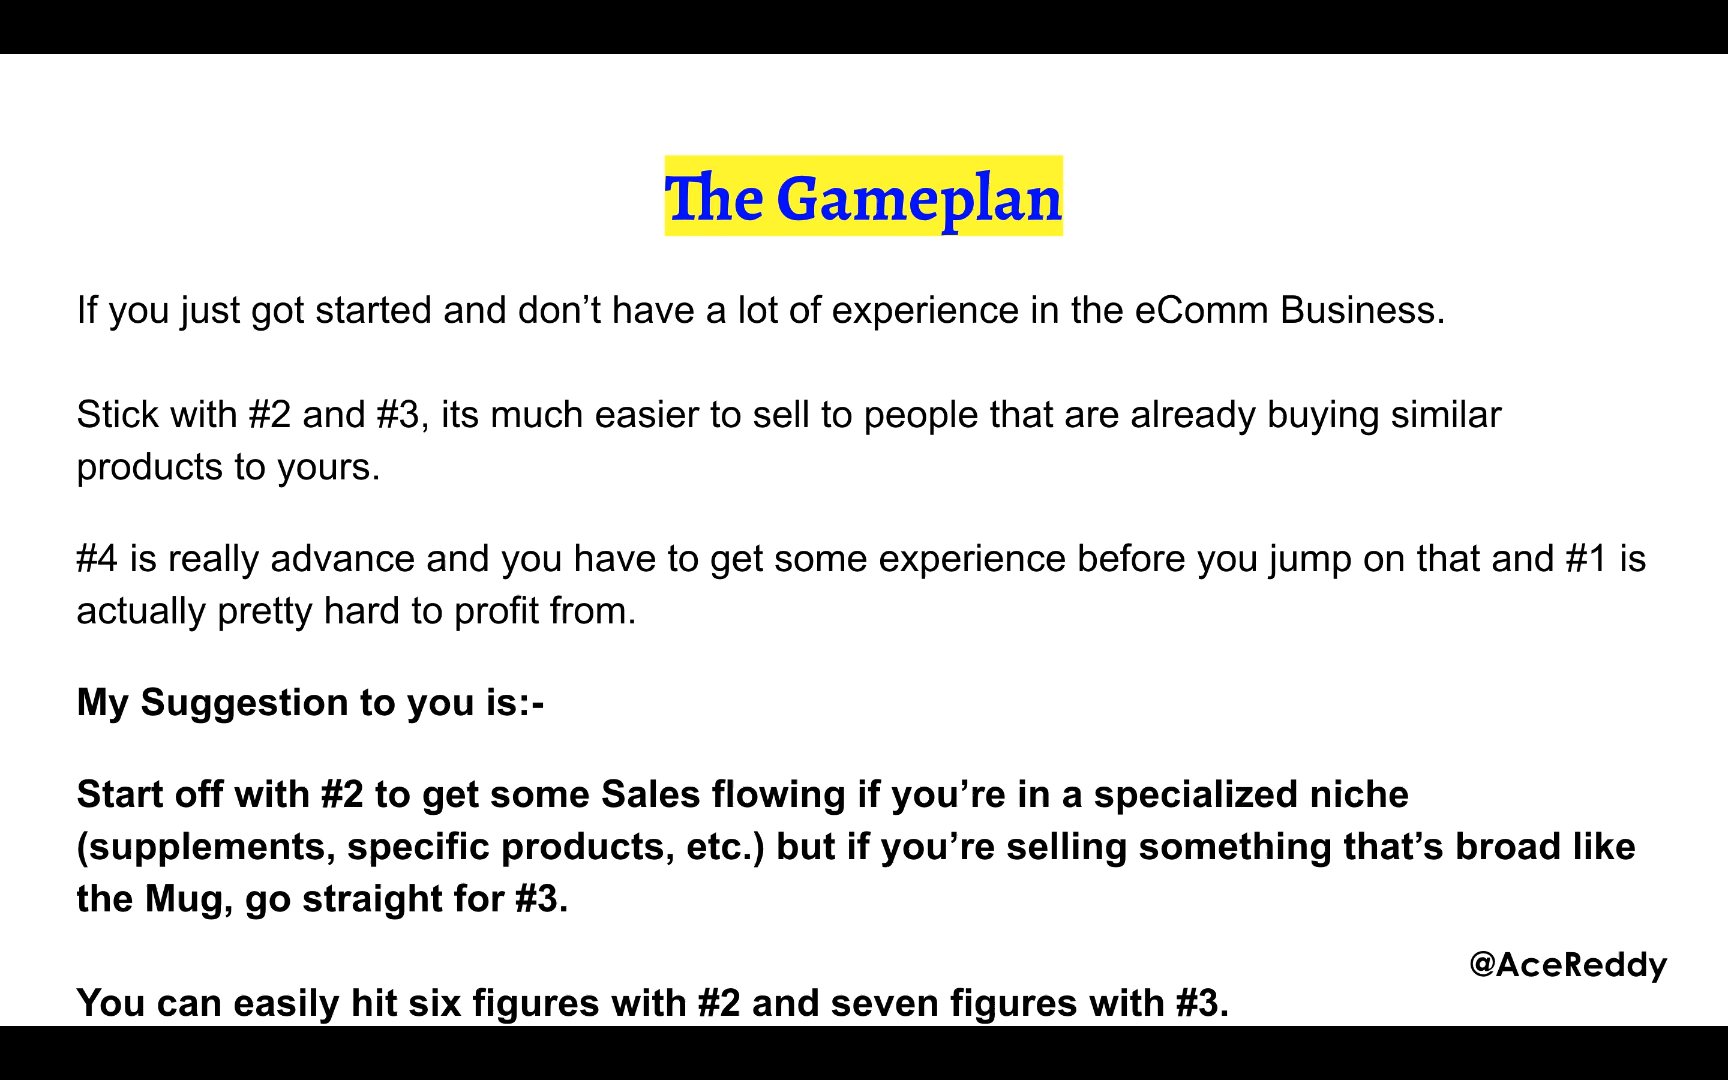 The Gameplan
If you just got started and don’t have a lot of experience in the eComm Business.
Stick with #2 and #3, its much easier to sell to people that are already buying similar
products to yours.
#4 is really advance and you have to get some experience before you jump on that and #1 is
actually pretty hard to profit from.
My Suggestion to you is:-
Start off with #2 to get some Sales flowing if you’re in a specialized niche
(supplements, specific products, etc.) but if you’re selling something that’s broad like
the Mug, go straight for #3.
@AceReddy
You can easily hit six figures with #2 and seven figures with #3.